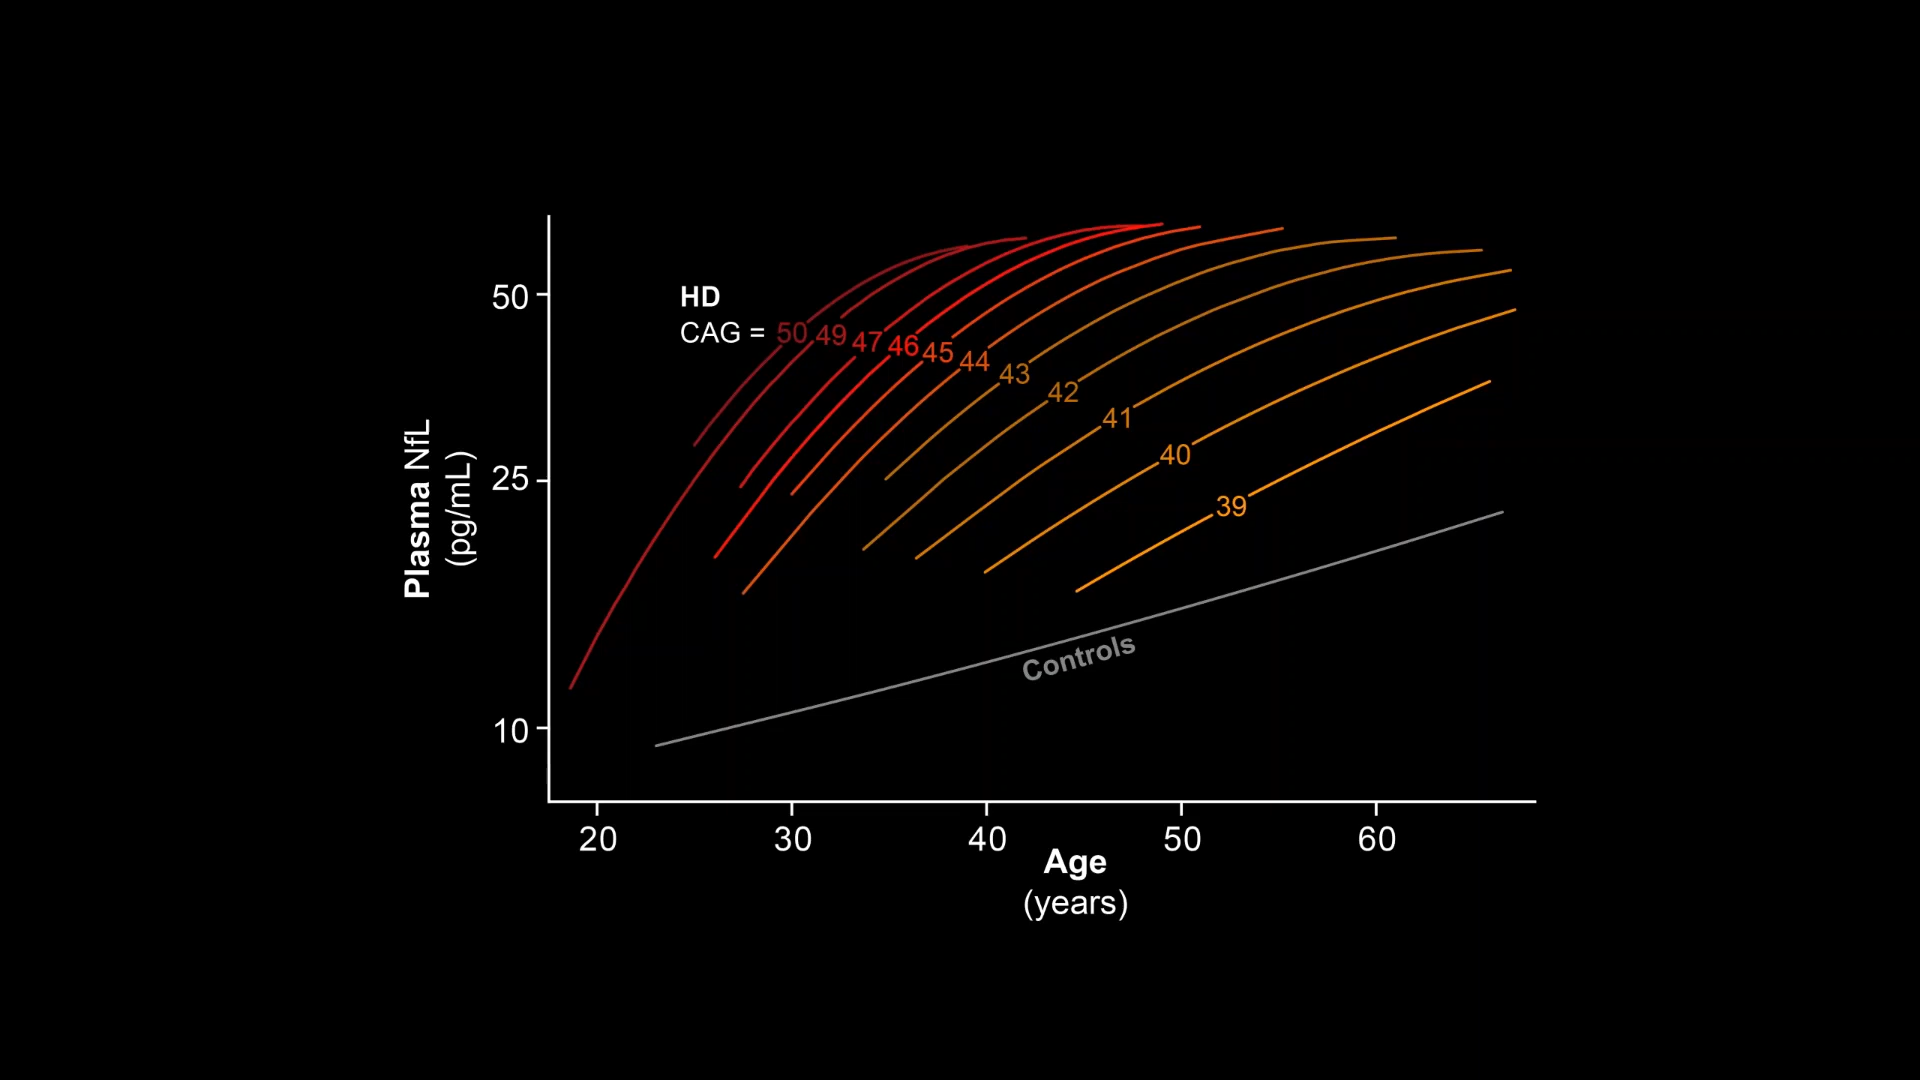 HD
CAG = 50 49 47 46 45 44 43 42 41 40 39
Controls
Plasma NfL
(pg/mL)
50
25
10
20 30 40 50 60
Age
(years)